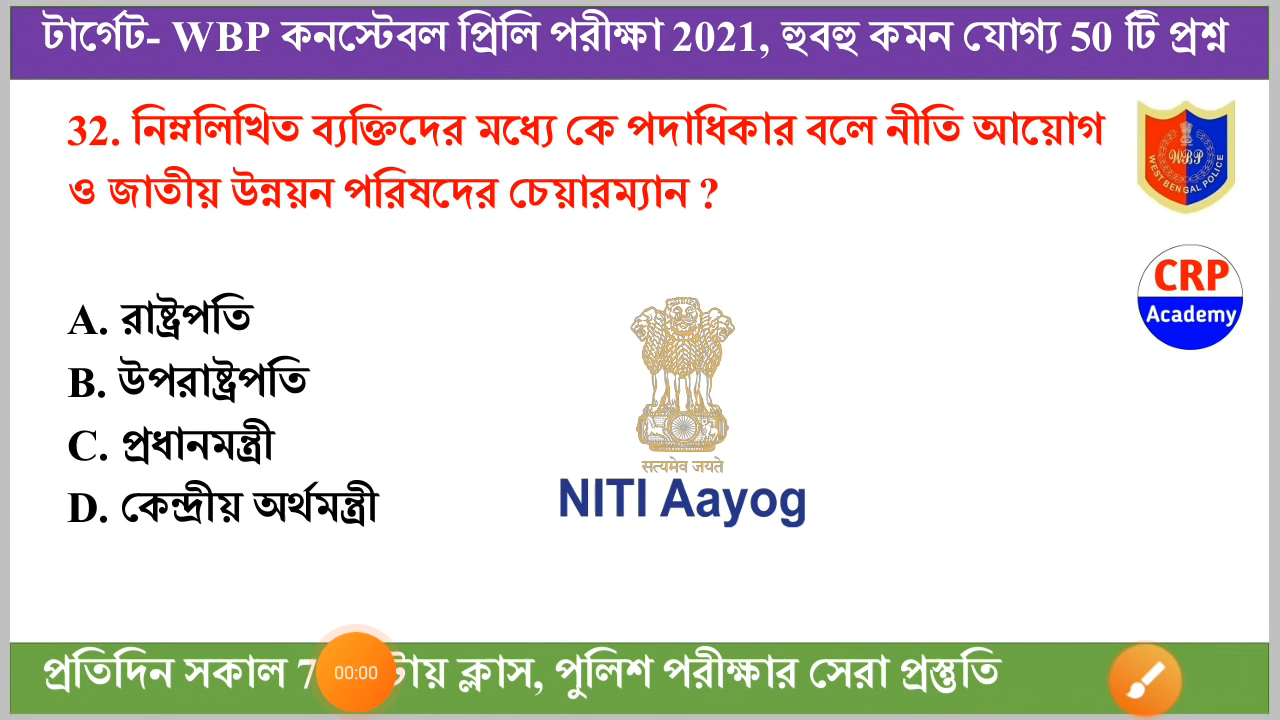 টার্গেট- WBP কনস্টেবল প্রিলি পরীক্ষা 2021, হুবহু কমন যোগ্য 50 টি প্রশ্ন
32. নিম্নলিখিত ব্যক্তিদের মধ্যে কে পদাধিকার বলে নীতি আয়োগ
ও জাতীয় উন্নয়ন পরিষদের চেয়ারম্যান ?
WBP
WEST BENGAL POLICE
CRP
Academy
A. রাষ্ট্রপতি
B. উপরাষ্ট্রপতি
C. প্রধানমন্ত্রী
D. কেন্দ্রীয় অর্থমন্ত্রী
सत्यमेव जयते
NITI Aayog
প্রতিদিন সকাল 7 ক্লাস, পুলিশ পরীক্ষার সেরা প্রস্তুতি
00:00